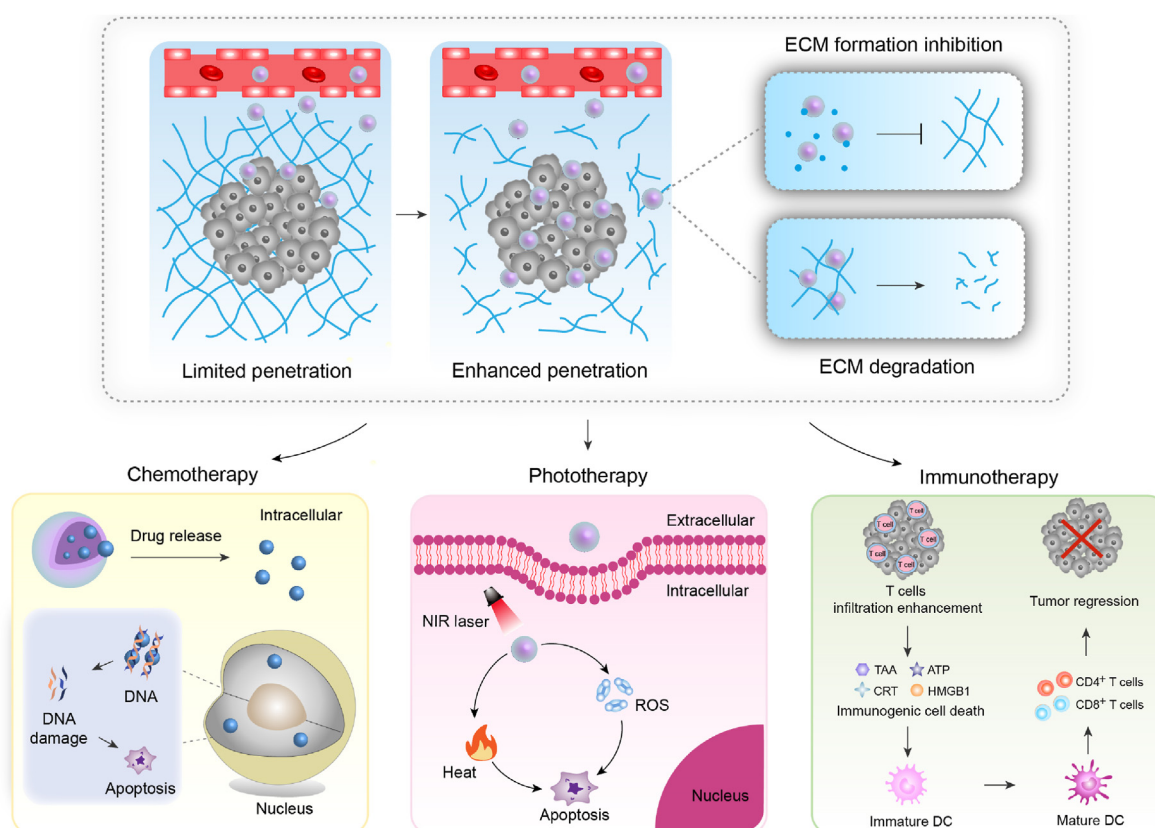 ECM formation inhibition
Limited penetration
Enhanced penetration
ECM degradation
Chemotherapy
Drug release
Intracellular
DNA
DNA
damage
Apoptosis
Nucleus
Phototherapy
Extracellular
Intracellular
NIR laser
ROS
Heat
Apoptosis
Nucleus
Immunotherapy
T cell
T cell
T cell
T cell
T cell
T cells
infiltration enhancement
Tumor regression
TAA
ATP
CRT
HMGB1
Immunogenic cell death
CD4⁺ T cells
CD8⁺ T cells
Immature DC
Mature DC